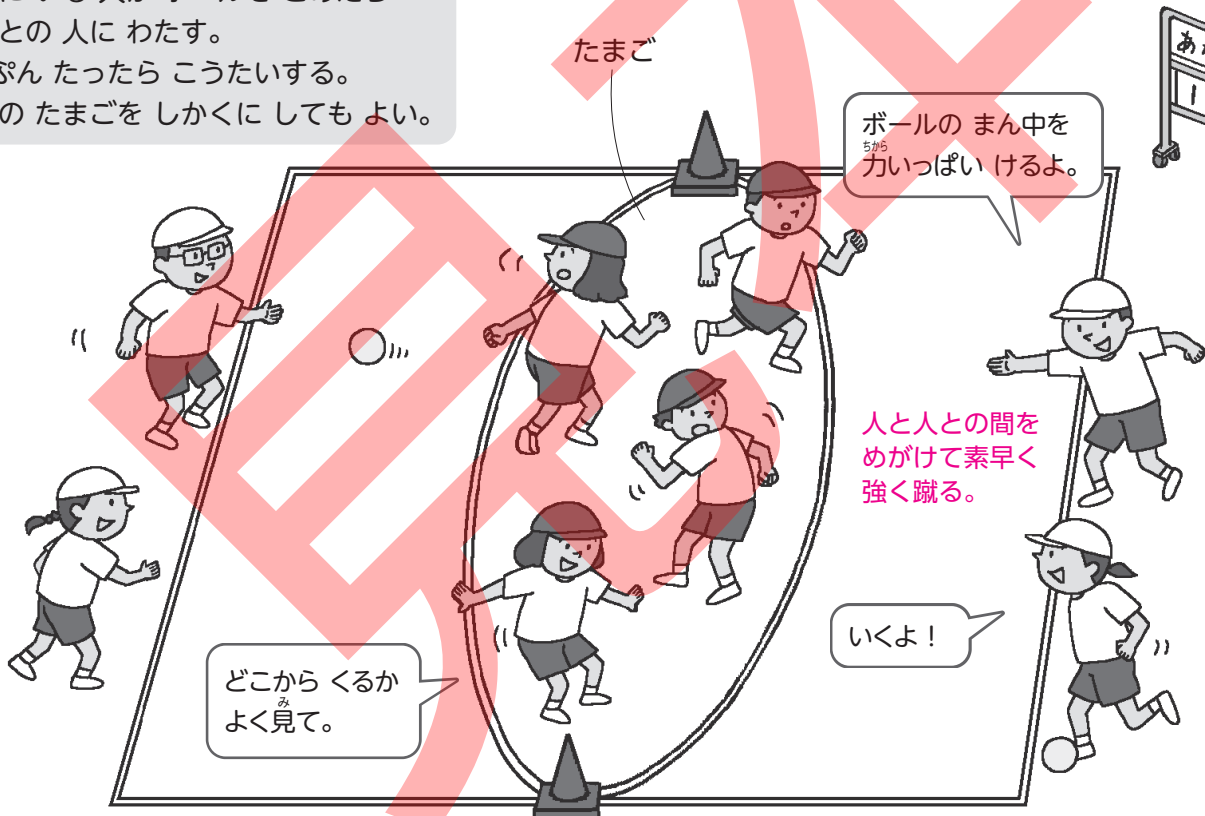 との 人に わたす。
ぷん たったら こうたいする。
の たまごを しかくに しても よい。
たまご
ボールの まん中を
力いっぱい けるよ。
ちから
人と人との間を
めがけて素早く
強く蹴る。
いくよ！
どこから くるか
よく見て。
み
見本